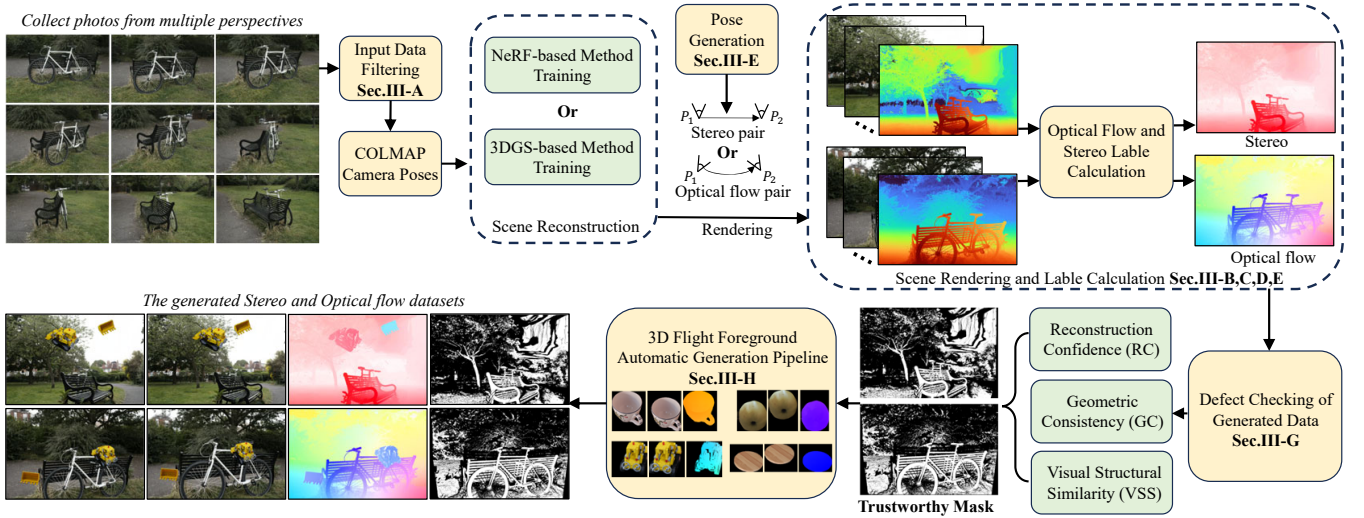 Collect photos from multiple perspectives
Input Data
Filtering
Sec.III-A
COLMAP
Camera Poses
NeRF-based Method
Training
Or
3DGS-based Method
Training
Scene Reconstruction
Pose
Generation
Sec.III-E
P1
P2
Stereo pair
Or
P1
P2
Optical flow pair
Rendering
Optical Flow and
Stereo Lable
Calculation
Stereo
Optical flow
Scene Rendering and Lable Calculation Sec.III-B,C,D,E
The generated Stereo and Optical flow datasets
3D Flight Foreground
Automatic Generation Pipeline
Sec.III-H
Trustworthy Mask
Reconstruction
Confidence (RC)
Geometric
Consistency (GC)
Visual Structural
Similarity (VSS)
Defect Checking of
Generated Data
Sec.III-G